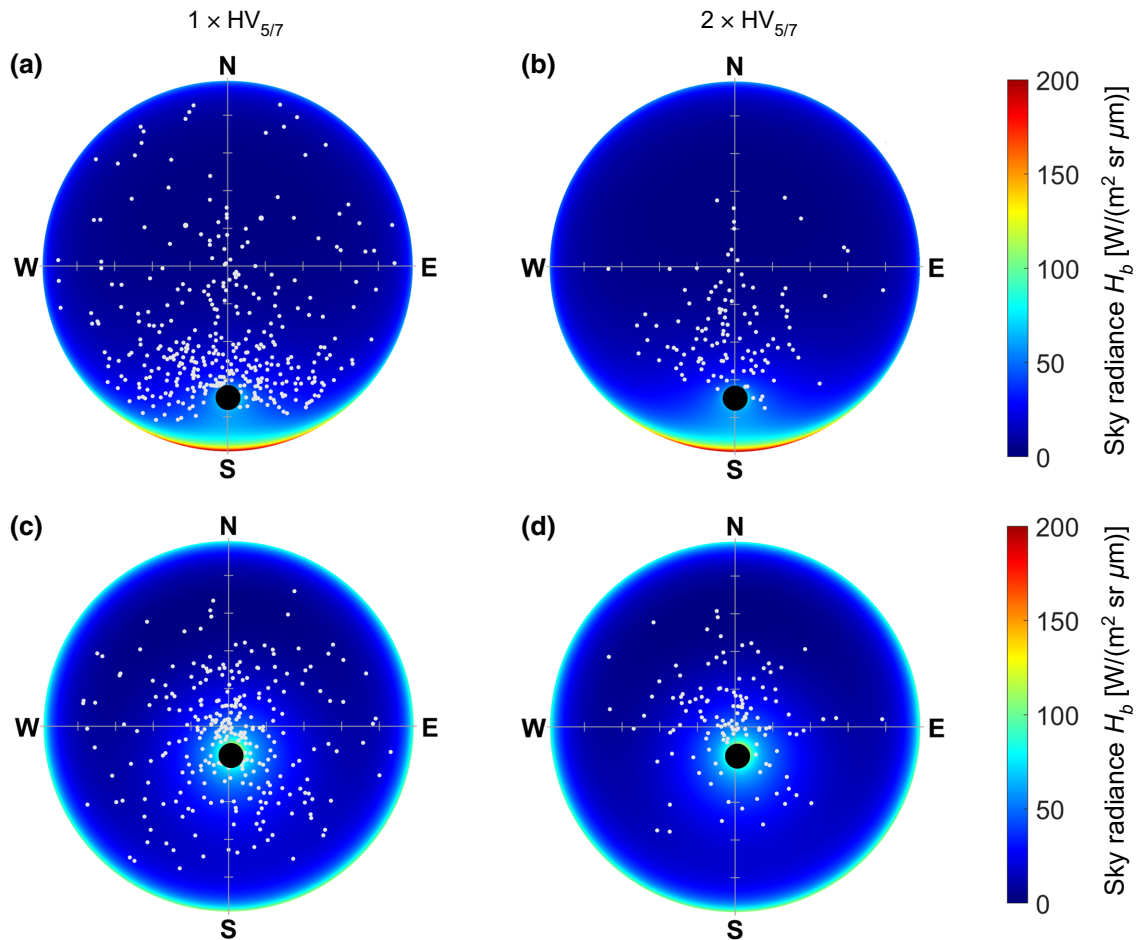 1 × HV5/7
2 × HV5/7
(a)
N
W
E
S
(b)
N
W
E
S
200
150
100
50
0
Sky radiance Hb [W/(m² sr μm)]
(c)
N
W
E
S
(d)
N
W
E
S
200
150
100
50
0
Sky radiance Hb [W/(m² sr μm)]